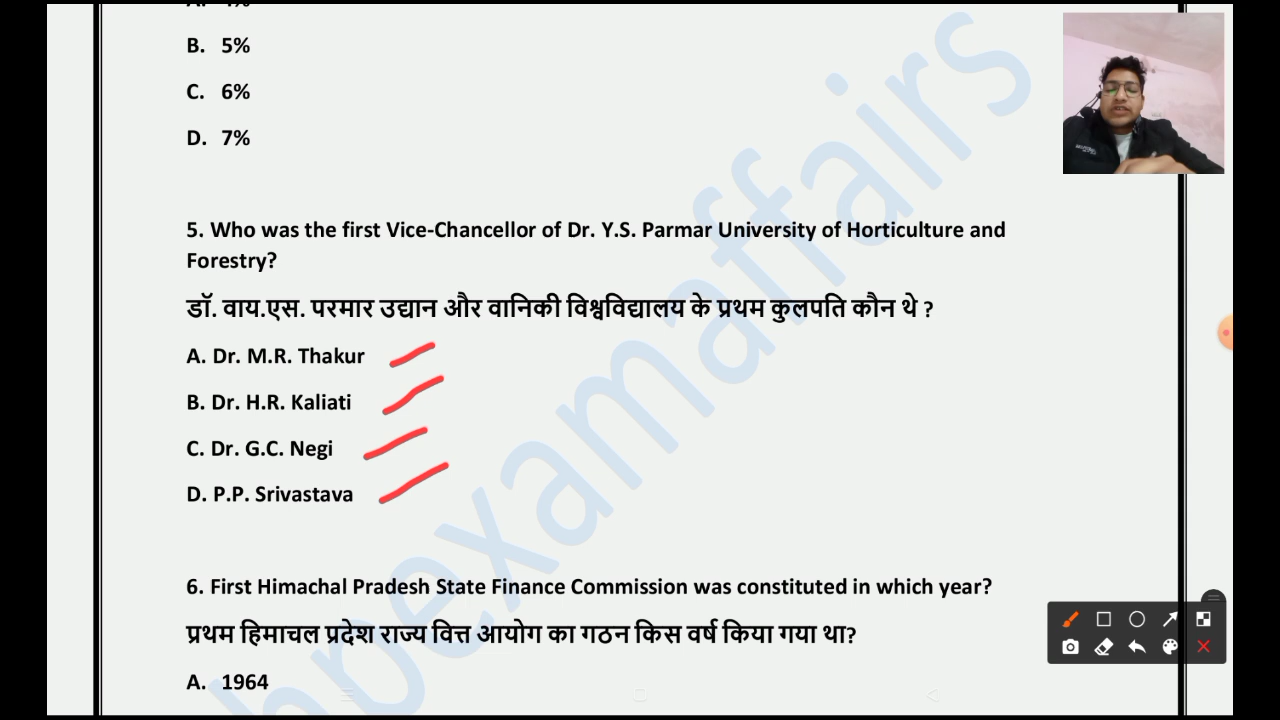 B. 5%
C. 6%
D. 7%
5. Who was the first Vice-Chancellor of Dr. Y.S. Parmar University of Horticulture and
Forestry?
डॉ. वाय.एस. परमार उद्यान और वानिकी विश्वविद्यालय के प्रथम कुलपति कौन थे ?
A. Dr. M.R. Thakur
B. Dr. H.R. Kaliati
C. Dr. G.C. Negi
D. P.P. Srivastava
6. First Himachal Pradesh State Finance Commission was constituted in which year?
प्रथम हिमाचल प्रदेश राज्य वित्त आयोग का गठन किस वर्ष किया गया था?
A. 1964
hpexamaffairs